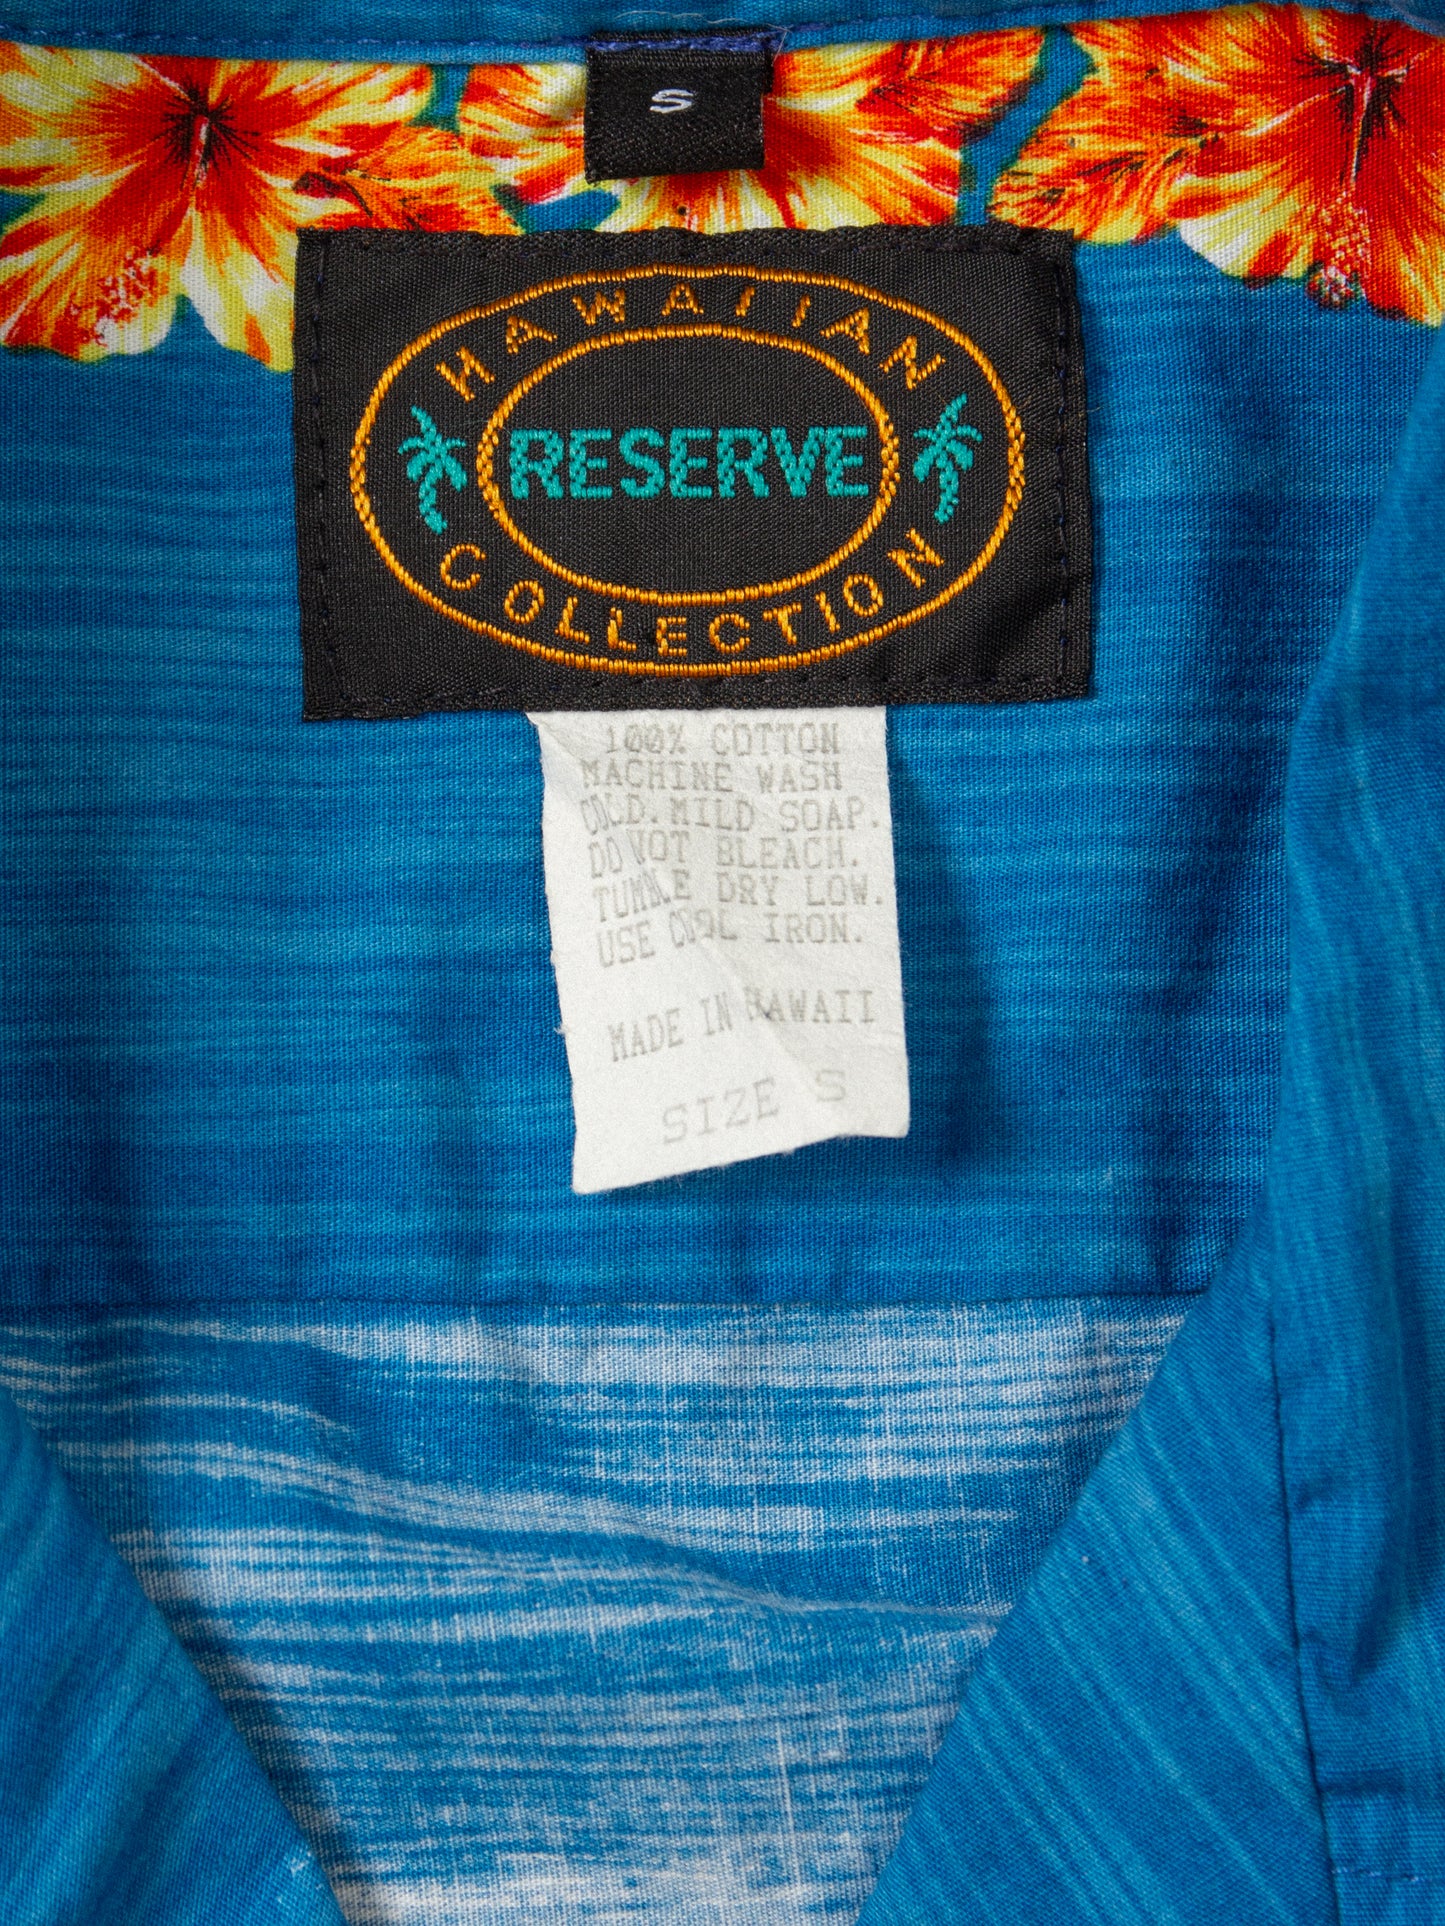 S
HAWAIIAN
RESERVE
COLLECTION
100% COTTON
MACHINE WASH
COLD. MILD SOAP.
DO NOT BLEACH.
TUMBLE DRY LOW.
USE COOL IRON.
MADE IN HAWAII
SIZE S